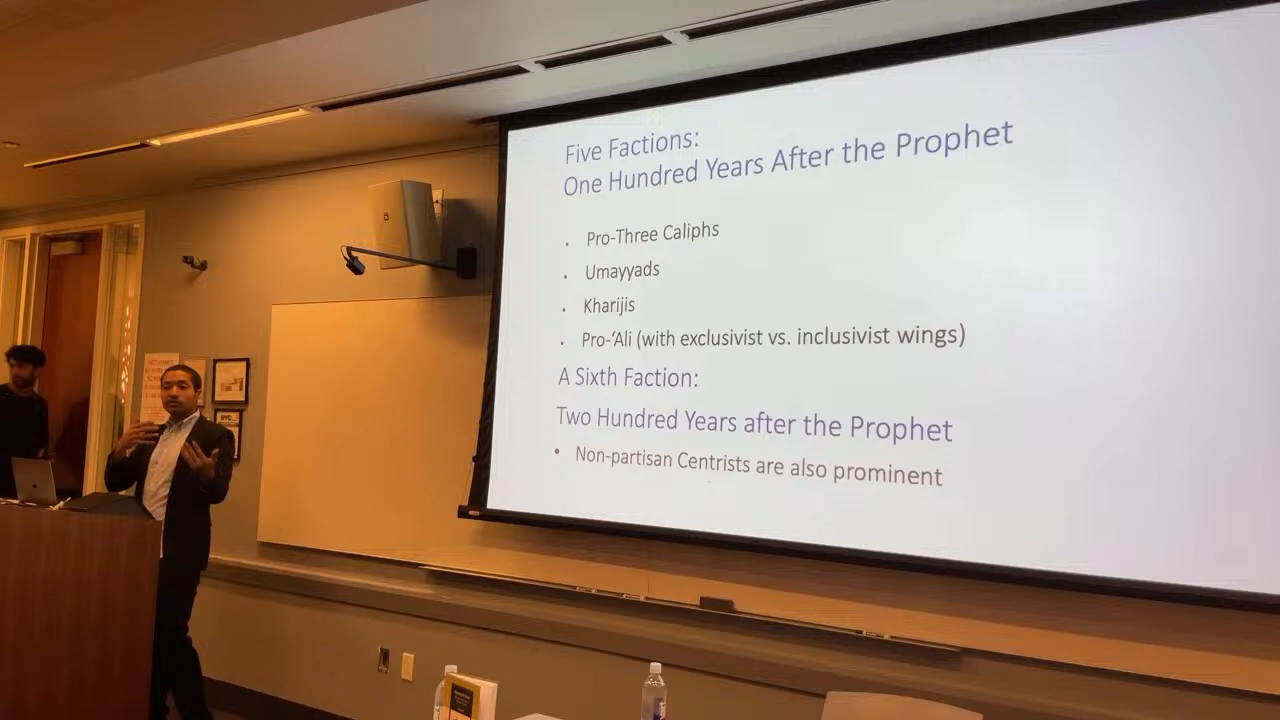 Five Factions:
One Hundred Years After the Prophet
. Pro-Three Caliphs
. Umayyads
. Kharijis
. Pro-‘Ali (with exclusivist vs. inclusivist wings)
A Sixth Faction:
Two Hundred Years after the Prophet
• Non-partisan Centrists are also prominent
NYC